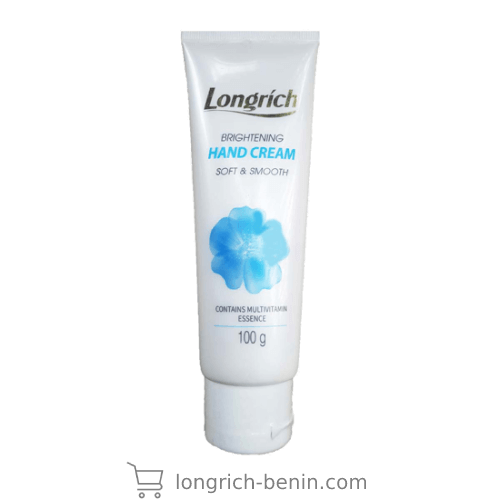 Longrich
BRIGHTENING
HAND CREAM
SOFT & SMOOTH
CONTAINS MULTIVITAMIN
ESSENCE
100 g
longrich-benin.com